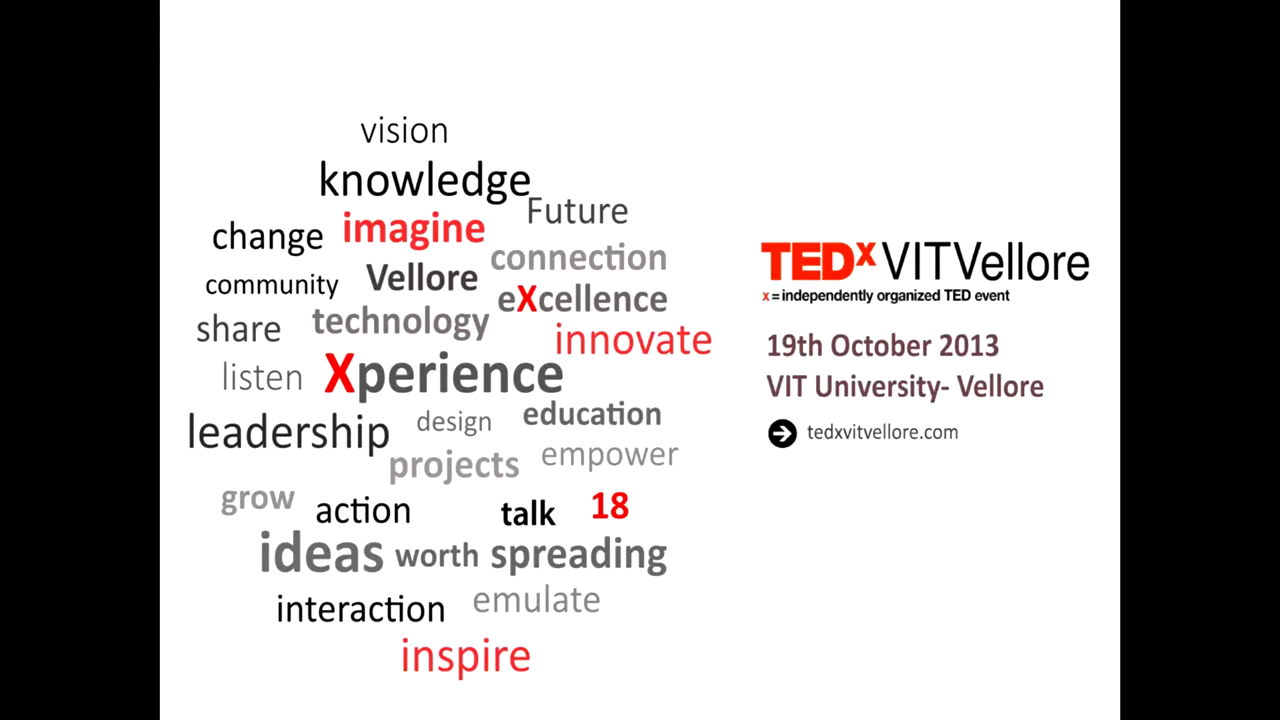 vision
knowledge
Future
change imagine
connection
community Vellore
eXcellence
share technology
innovate
listen Xperience
leadership design education
projects empower
grow action talk 18
ideas worth spreading
interaction emulate
inspire
TEDx VITVellore
x = independently organized TED event
19th October 2013
VIT University- Vellore
tedxvitvellore.com